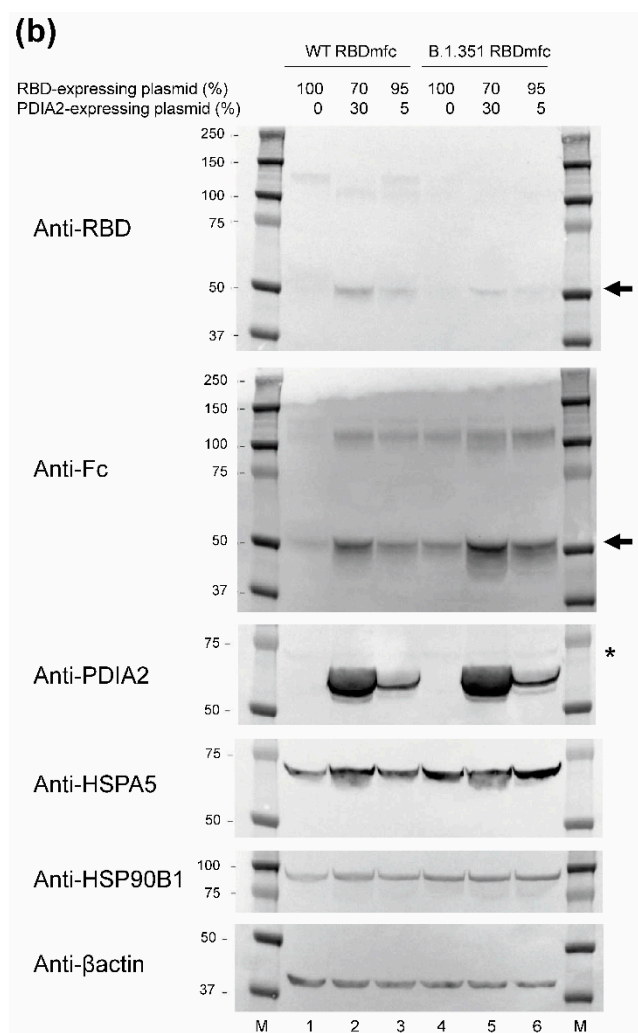 (b)
WT RBDmfc B.1.351 RBDmfc
RBD-expressing plasmid (%) 100 70 95 100 70 95
PDIA2-expressing plasmid (%) 0 30 5 0 30 5
250 -
150 -
100 -
Anti-RBD
75 -
50 -
37 -
250 -
150 -
100 -
Anti-Fc
75 -
50 -
37 -
75 -
*
Anti-PDIA2
50 -
75 -
Anti-HSPA5
50 -
100 -
Anti-HSP90B1
75 -
50 -
Anti-βactin
37 -
M 1 2 3 4 5 6 M